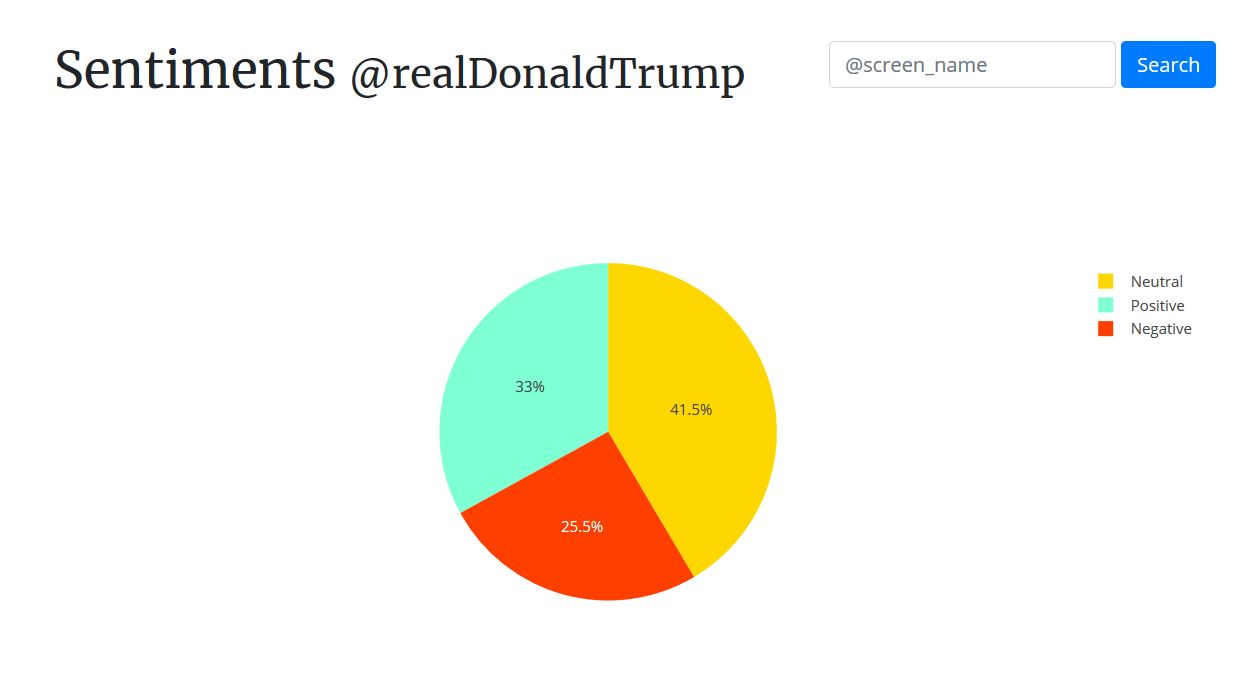 Sentiments @realDonaldTrump
@screen_name
Search
Neutral
Positive
Negative
33%
41.5%
25.5%